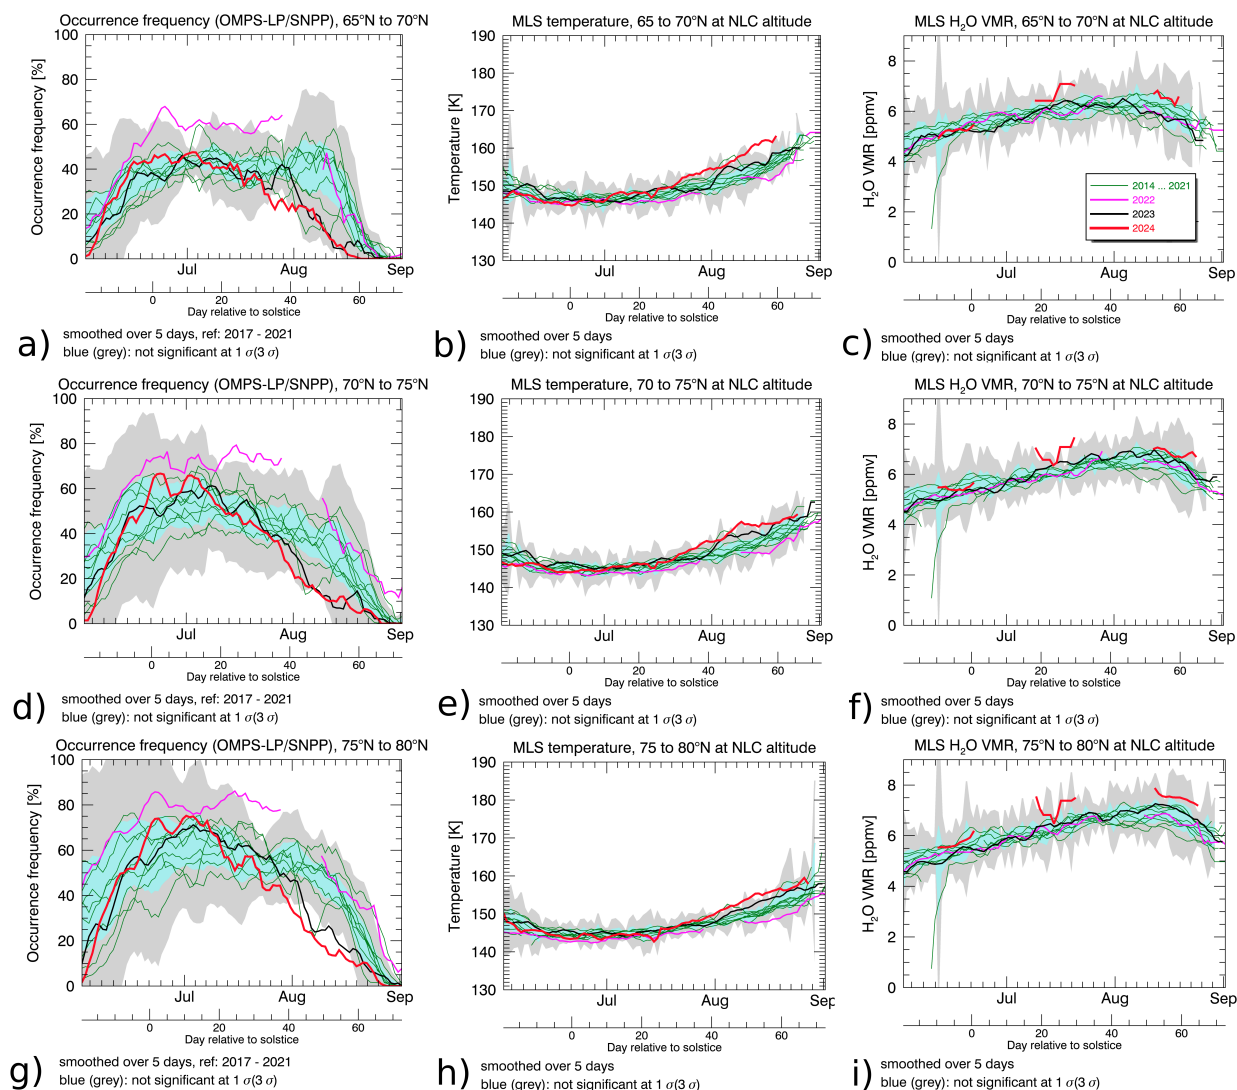 Occurrence frequency (OMPS-LP/SNPP), 65°N to 70°N
Occurrence frequency [%]
100
80
60
40
20
0
Jul
Aug
Sep
0
20
40
60
Day relative to solstice
a)
smoothed over 5 days, ref: 2017 - 2021
blue (grey): not significant at 1 σ(3 σ)
MLS temperature, 65 to 70°N at NLC altitude
Temperature [K]
190
180
170
160
150
140
130
Jul
Aug
Sep
0
20
40
60
Day relative to solstice
b)
smoothed over 5 days
blue (grey): not significant at 1 σ(3 σ)
MLS H₂O VMR, 65°N to 70°N at NLC altitude
H₂O VMR [ppmv]
8
6
4
2
0
2014 ... 2021
2022
2023
2024
Jul
Aug
Sep
0
20
40
60
Day relative to solstice
c)
smoothed over 5 days
blue (grey): not significant at 1 σ(3 σ)
Occurrence frequency (OMPS-LP/SNPP), 70°N to 75°N
Occurrence frequency [%]
100
80
60
40
20
0
Jul
Aug
Sep
0
20
40
60
Day relative to solstice
d)
smoothed over 5 days, ref: 2017 - 2021
blue (grey): not significant at 1 σ(3 σ)
MLS temperature, 70 to 75°N at NLC altitude
Temperature [K]
190
180
170
160
150
140
130
Jul
Aug
Sep
0
20
40
60
Day relative to solstice
e)
smoothed over 5 days
blue (grey): not significant at 1 σ(3 σ)
MLS H₂O VMR, 70°N to 75°N at NLC altitude
H₂O VMR [ppmv]
8
6
4
2
0
Jul
Aug
Sep
0
20
40
60
Day relative to solstice
f)
smoothed over 5 days
blue (grey): not significant at 1 σ(3 σ)
Occurrence frequency (OMPS-LP/SNPP), 75°N to 80°N
Occurrence frequency [%]
100
80
60
40
20
0
Jul
Aug
Sep
0
20
40
60
Day relative to solstice
g)
smoothed over 5 days, ref: 2017 - 2021
blue (grey): not significant at 1 σ(3 σ)
MLS temperature, 75 to 80°N at NLC altitude
Temperature [K]
190
180
170
160
150
140
130
Jul
Aug
Sep
0
20
40
60
Day relative to solstice
h)
smoothed over 5 days
blue (grey): not significant at 1 σ(3 σ)
MLS H₂O VMR, 75°N to 80°N at NLC altitude
H₂O VMR [ppmv]
8
6
4
2
0
Jul
Aug
Sep
0
20
40
60
Day relative to solstice
i)
smoothed over 5 days
blue (grey): not significant at 1 σ(3 σ)